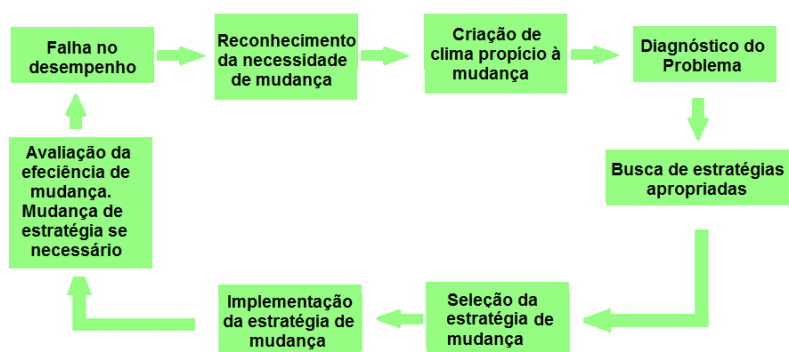 Falha no
desempenho
Reconhecimento
da necessidade
de mudança
Criação de
clima propício à
mudança
Diagnóstico do
Problema
Busca de estratégias
apropriadas
Seleção da
estratégia de
mudança
Implementação
da estratégia de
mudança
Avaliação da
efeciência de
mudança.
Mudança de
estratégia se
necessário